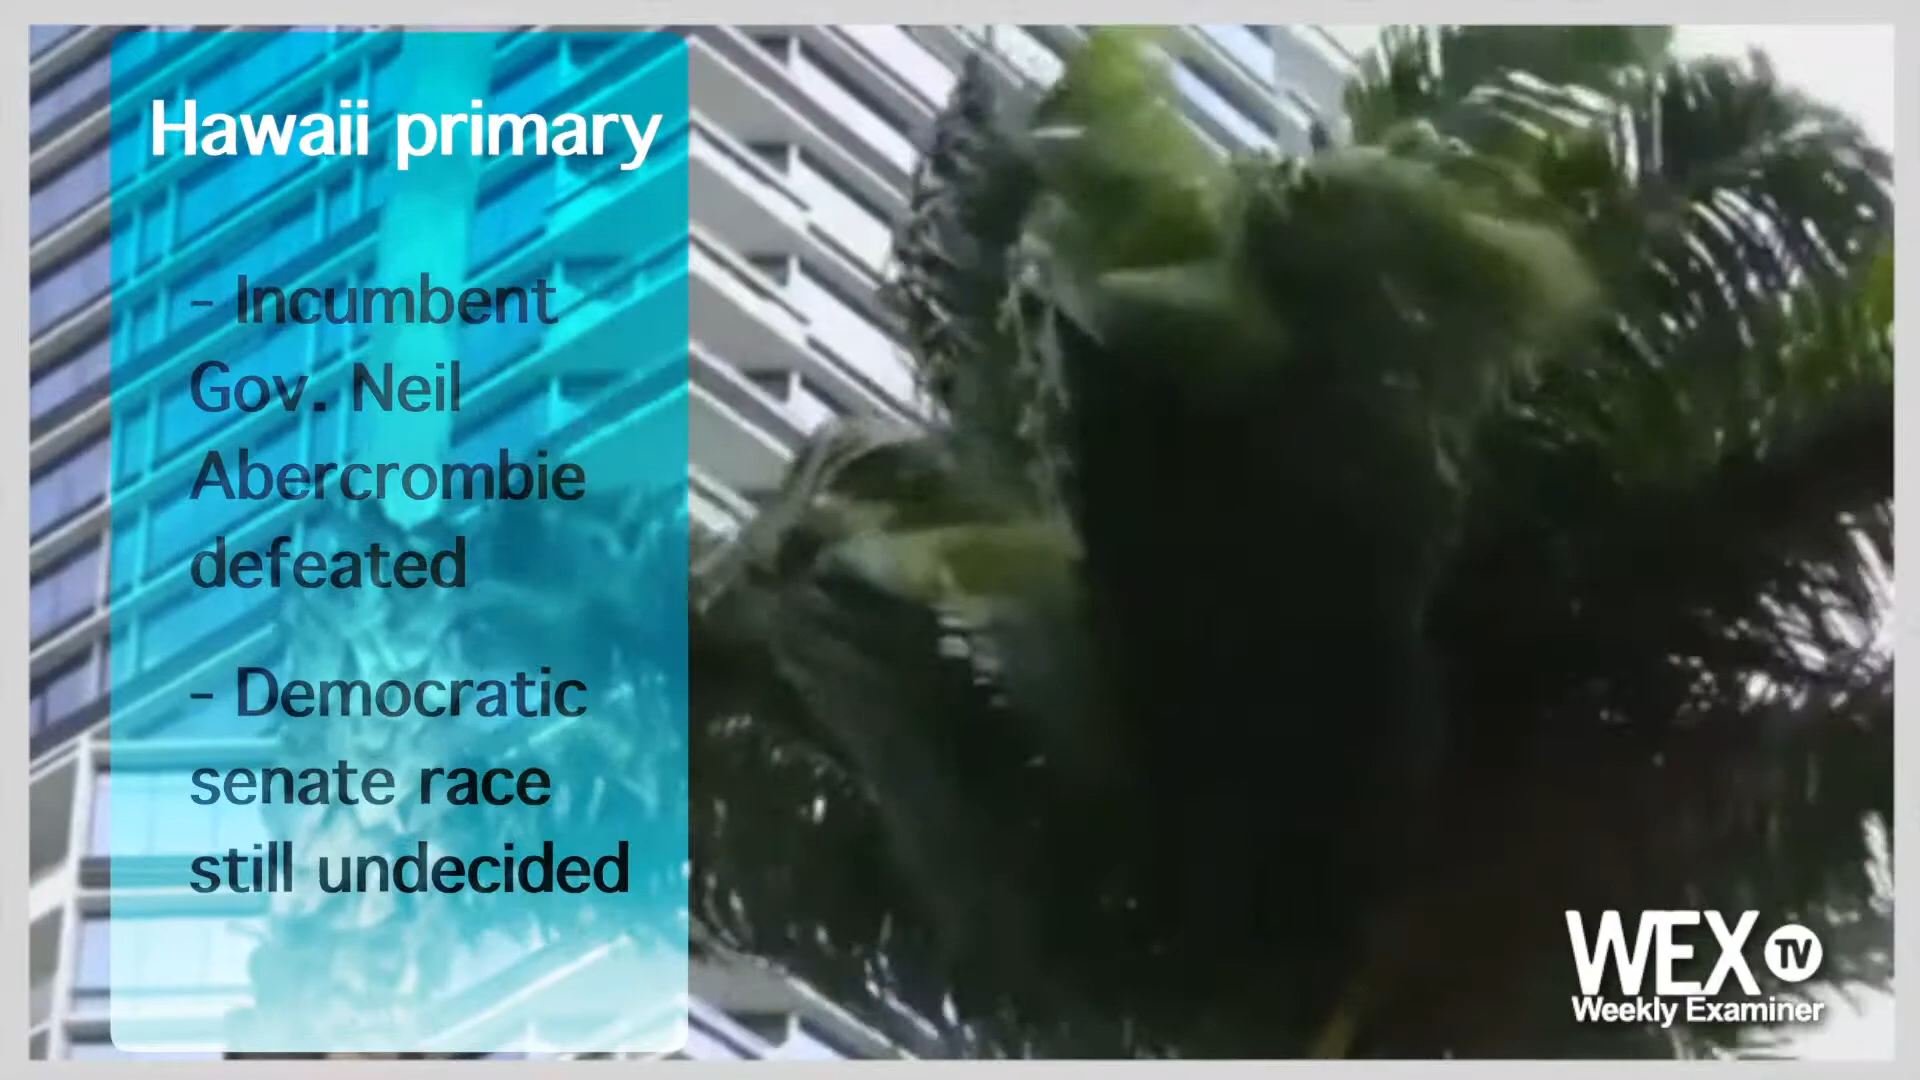 Hawaii primary
- Incumbent
Gov. Neil
Abercrombie
defeated
- Democratic
senate race
still undecided
WEX TV
Weekly Examiner